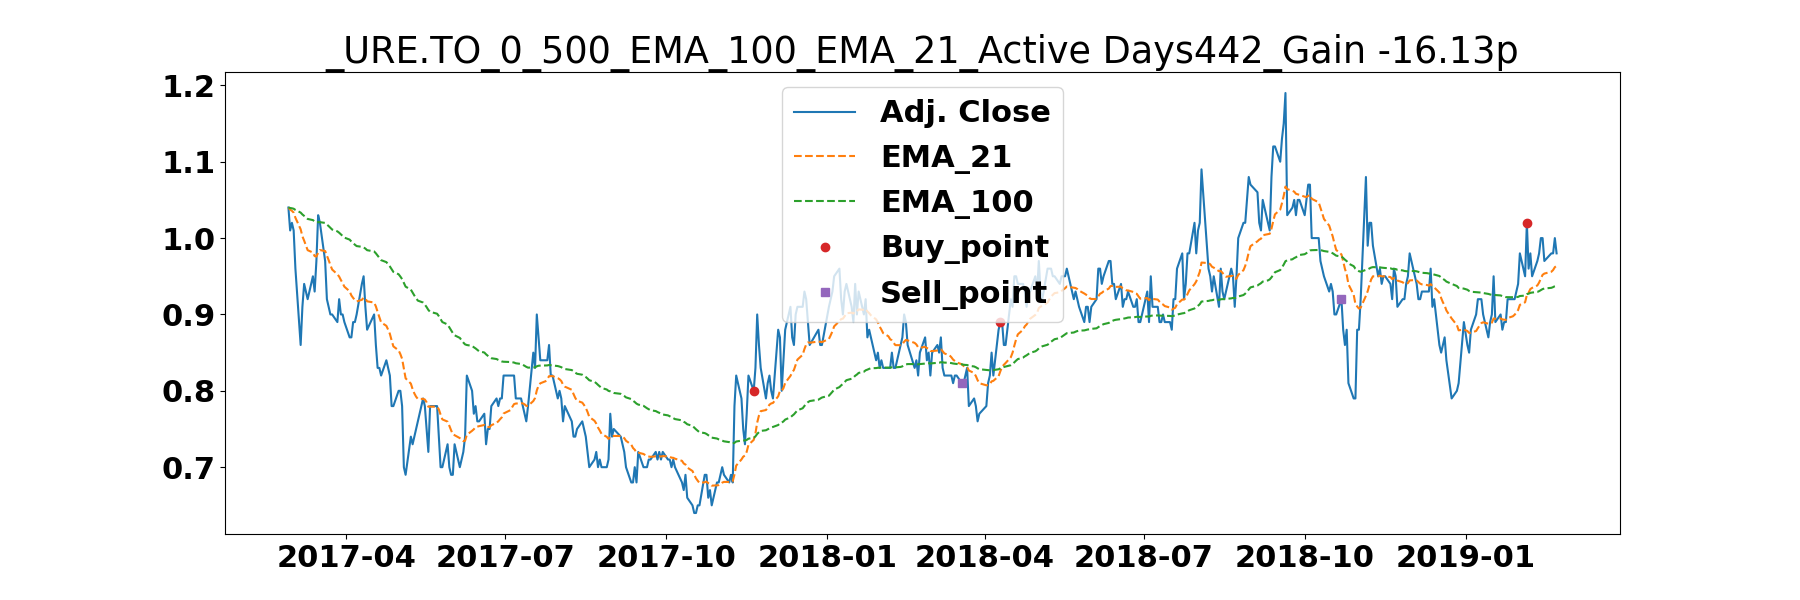 _URE.TO_0_500_EMA_100_EMA_21_Active Days442_Gain -16.13p
1.2
1.1
1.0
0.9
0.8
0.7
Adj. Close
EMA_21
EMA_100
Buy_point
Sell_point
2017-04 2017-07 2017-10 2018-01 2018-04 2018-07 2018-10 2019-01